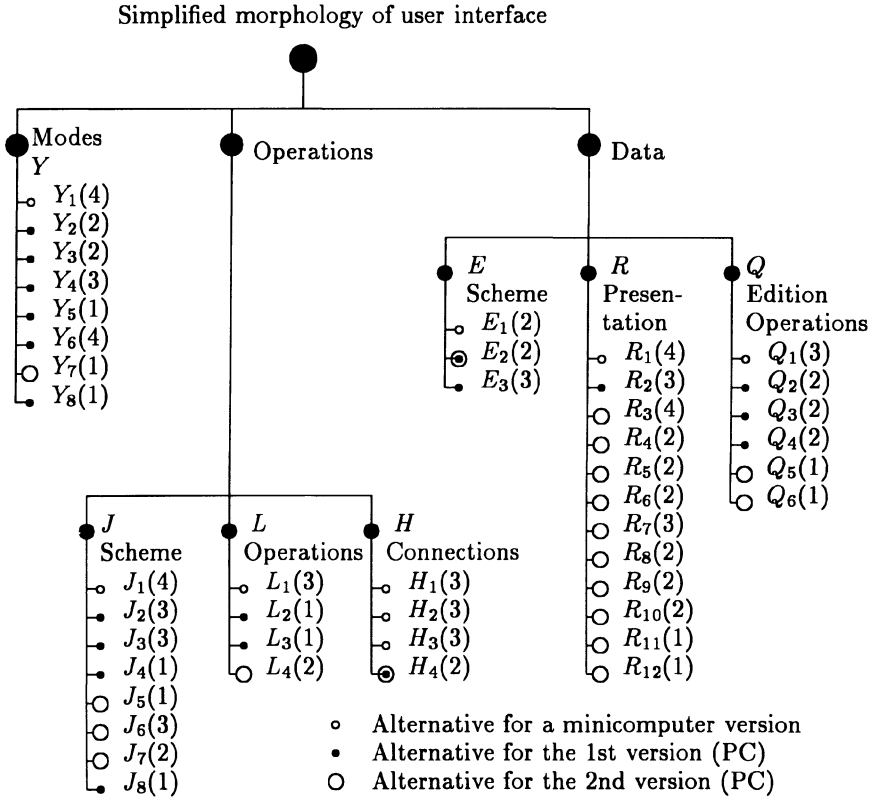 Simplified morphology of user interface
Modes
Y
Operations
Data
Y₁(4)
Y₂(2)
Y₃(2)
Y₄(3)
Y₅(1)
Y₆(4)
Y₇(1)
Y₈(1)
E
Scheme
E₁(2)
E₂(2)
E₃(3)
R
Presen-
tation
R₁(4)
R₂(3)
R₃(4)
R₄(2)
R₅(2)
R₆(2)
R₇(3)
R₈(2)
R₉(2)
R₁₀(2)
R₁₁(1)
R₁₂(1)
Q
Edition
Operations
Q₁(3)
Q₂(2)
Q₃(2)
Q₄(2)
Q₅(1)
Q₆(1)
J
Scheme
J₁(4)
J₂(3)
J₃(3)
J₄(1)
J₅(1)
J₆(3)
J₇(2)
J₈(1)
L
Operations
L₁(3)
L₂(1)
L₃(1)
L₄(2)
H
Connections
H₁(3)
H₂(3)
H₃(3)
H₄(2)
Alternative for a minicomputer version
Alternative for the 1st version (PC)
Alternative for the 2nd version (PC)